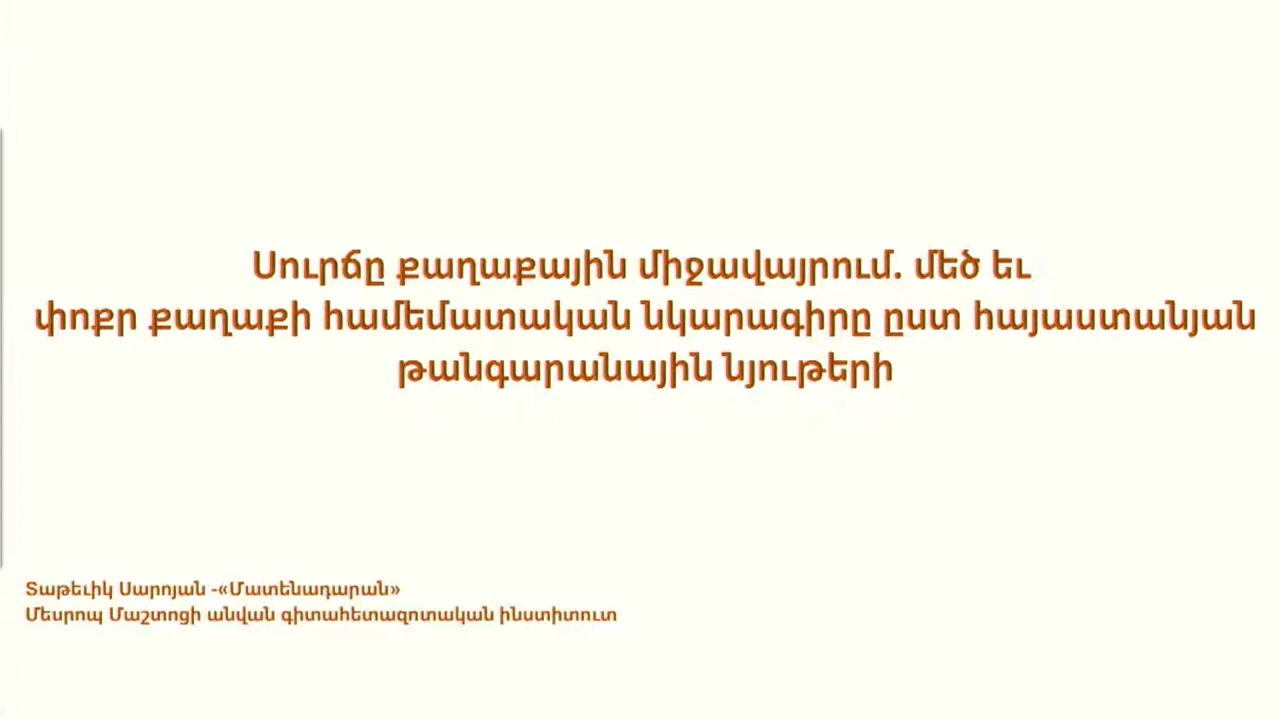 Սուրճը քաղաքային միջավայրում. մեծ եւ
փոքր քաղաքի համեմատական նկարագիրը ըստ հայաստանյան
թանգարանային նյութերի
Տաթեւիկ Սարոյան -«Մատենադարան»
Մեսրոպ Մաշտոցի անվան գիտահետազոտական ինստիտուտ